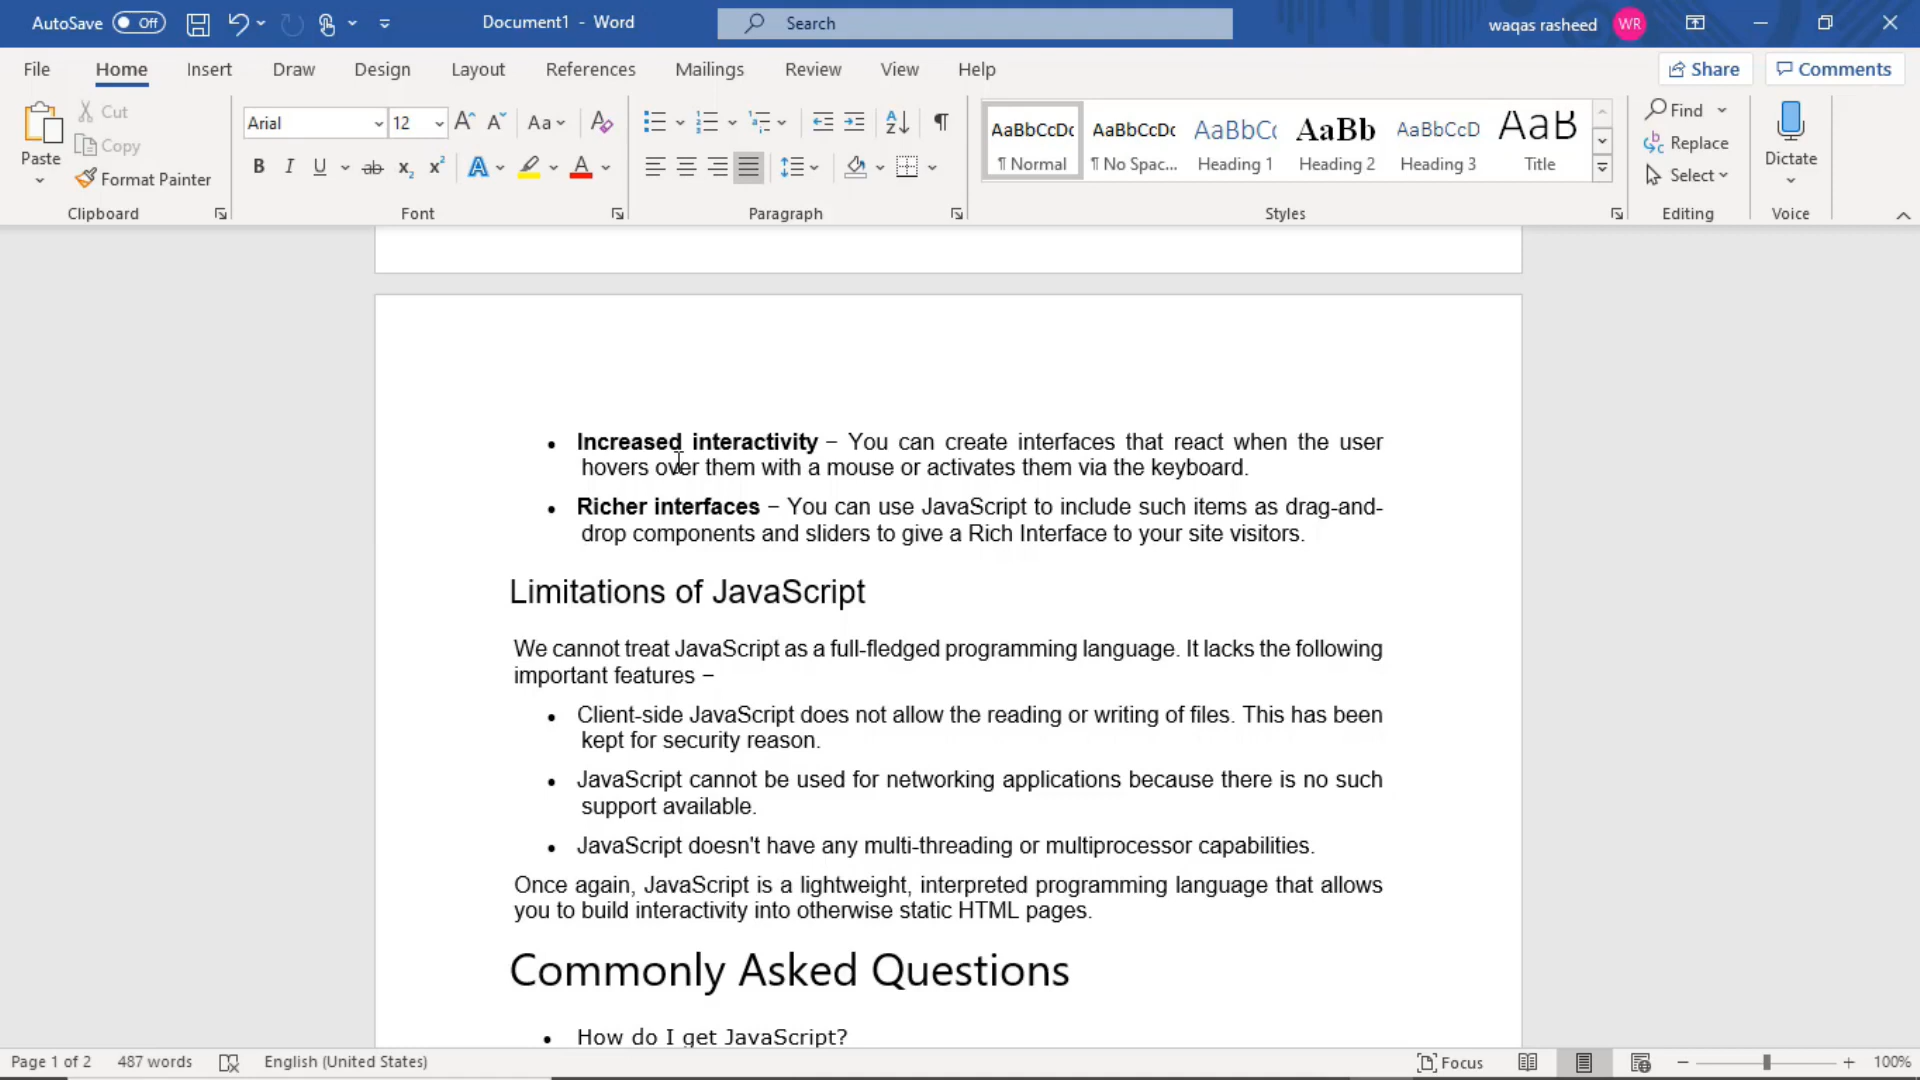 AutoSave Off Document1 - Word Search waqas rasheed WR
File Home Insert Draw Design Layout References Mailings Review View Help Share Comments
Paste Cut Copy Format Painter Clipboard
Arial 12 Aa B I U ab x₂ x² A A Font
Paragraph
AaBbCcDc ¶ Normal AaBbCcDc ¶ No Spac... AaBbCc Heading 1 AaBb Heading 2 AaBbCcD Heading 3 AaB Title Styles
Find Replace Select Editing
Dictate Voice
• Increased interactivity − You can create interfaces that react when the user
hovers over them with a mouse or activates them via the keyboard.
• Richer interfaces − You can use JavaScript to include such items as drag-and-
drop components and sliders to give a Rich Interface to your site visitors.
Limitations of JavaScript
We cannot treat JavaScript as a full-fledged programming language. It lacks the following
important features −
• Client-side JavaScript does not allow the reading or writing of files. This has been
kept for security reason.
• JavaScript cannot be used for networking applications because there is no such
support available.
• JavaScript doesn't have any multi-threading or multiprocessor capabilities.
Once again, JavaScript is a lightweight, interpreted programming language that allows
you to build interactivity into otherwise static HTML pages.
Commonly Asked Questions
• How do I get JavaScript?
Page 1 of 2 487 words English (United States) Focus 100%